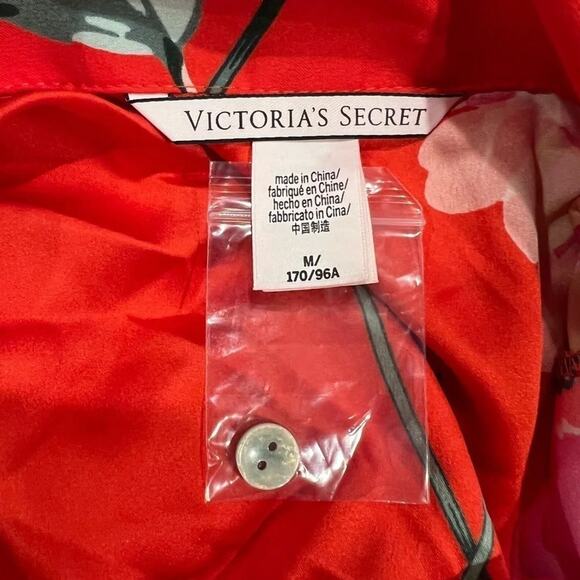 VICTORIA'S SECRET
made in China/
fabriqué en Chine/
hecho en China/
fabbricato in Cina/
中国制造
M/
170/96A